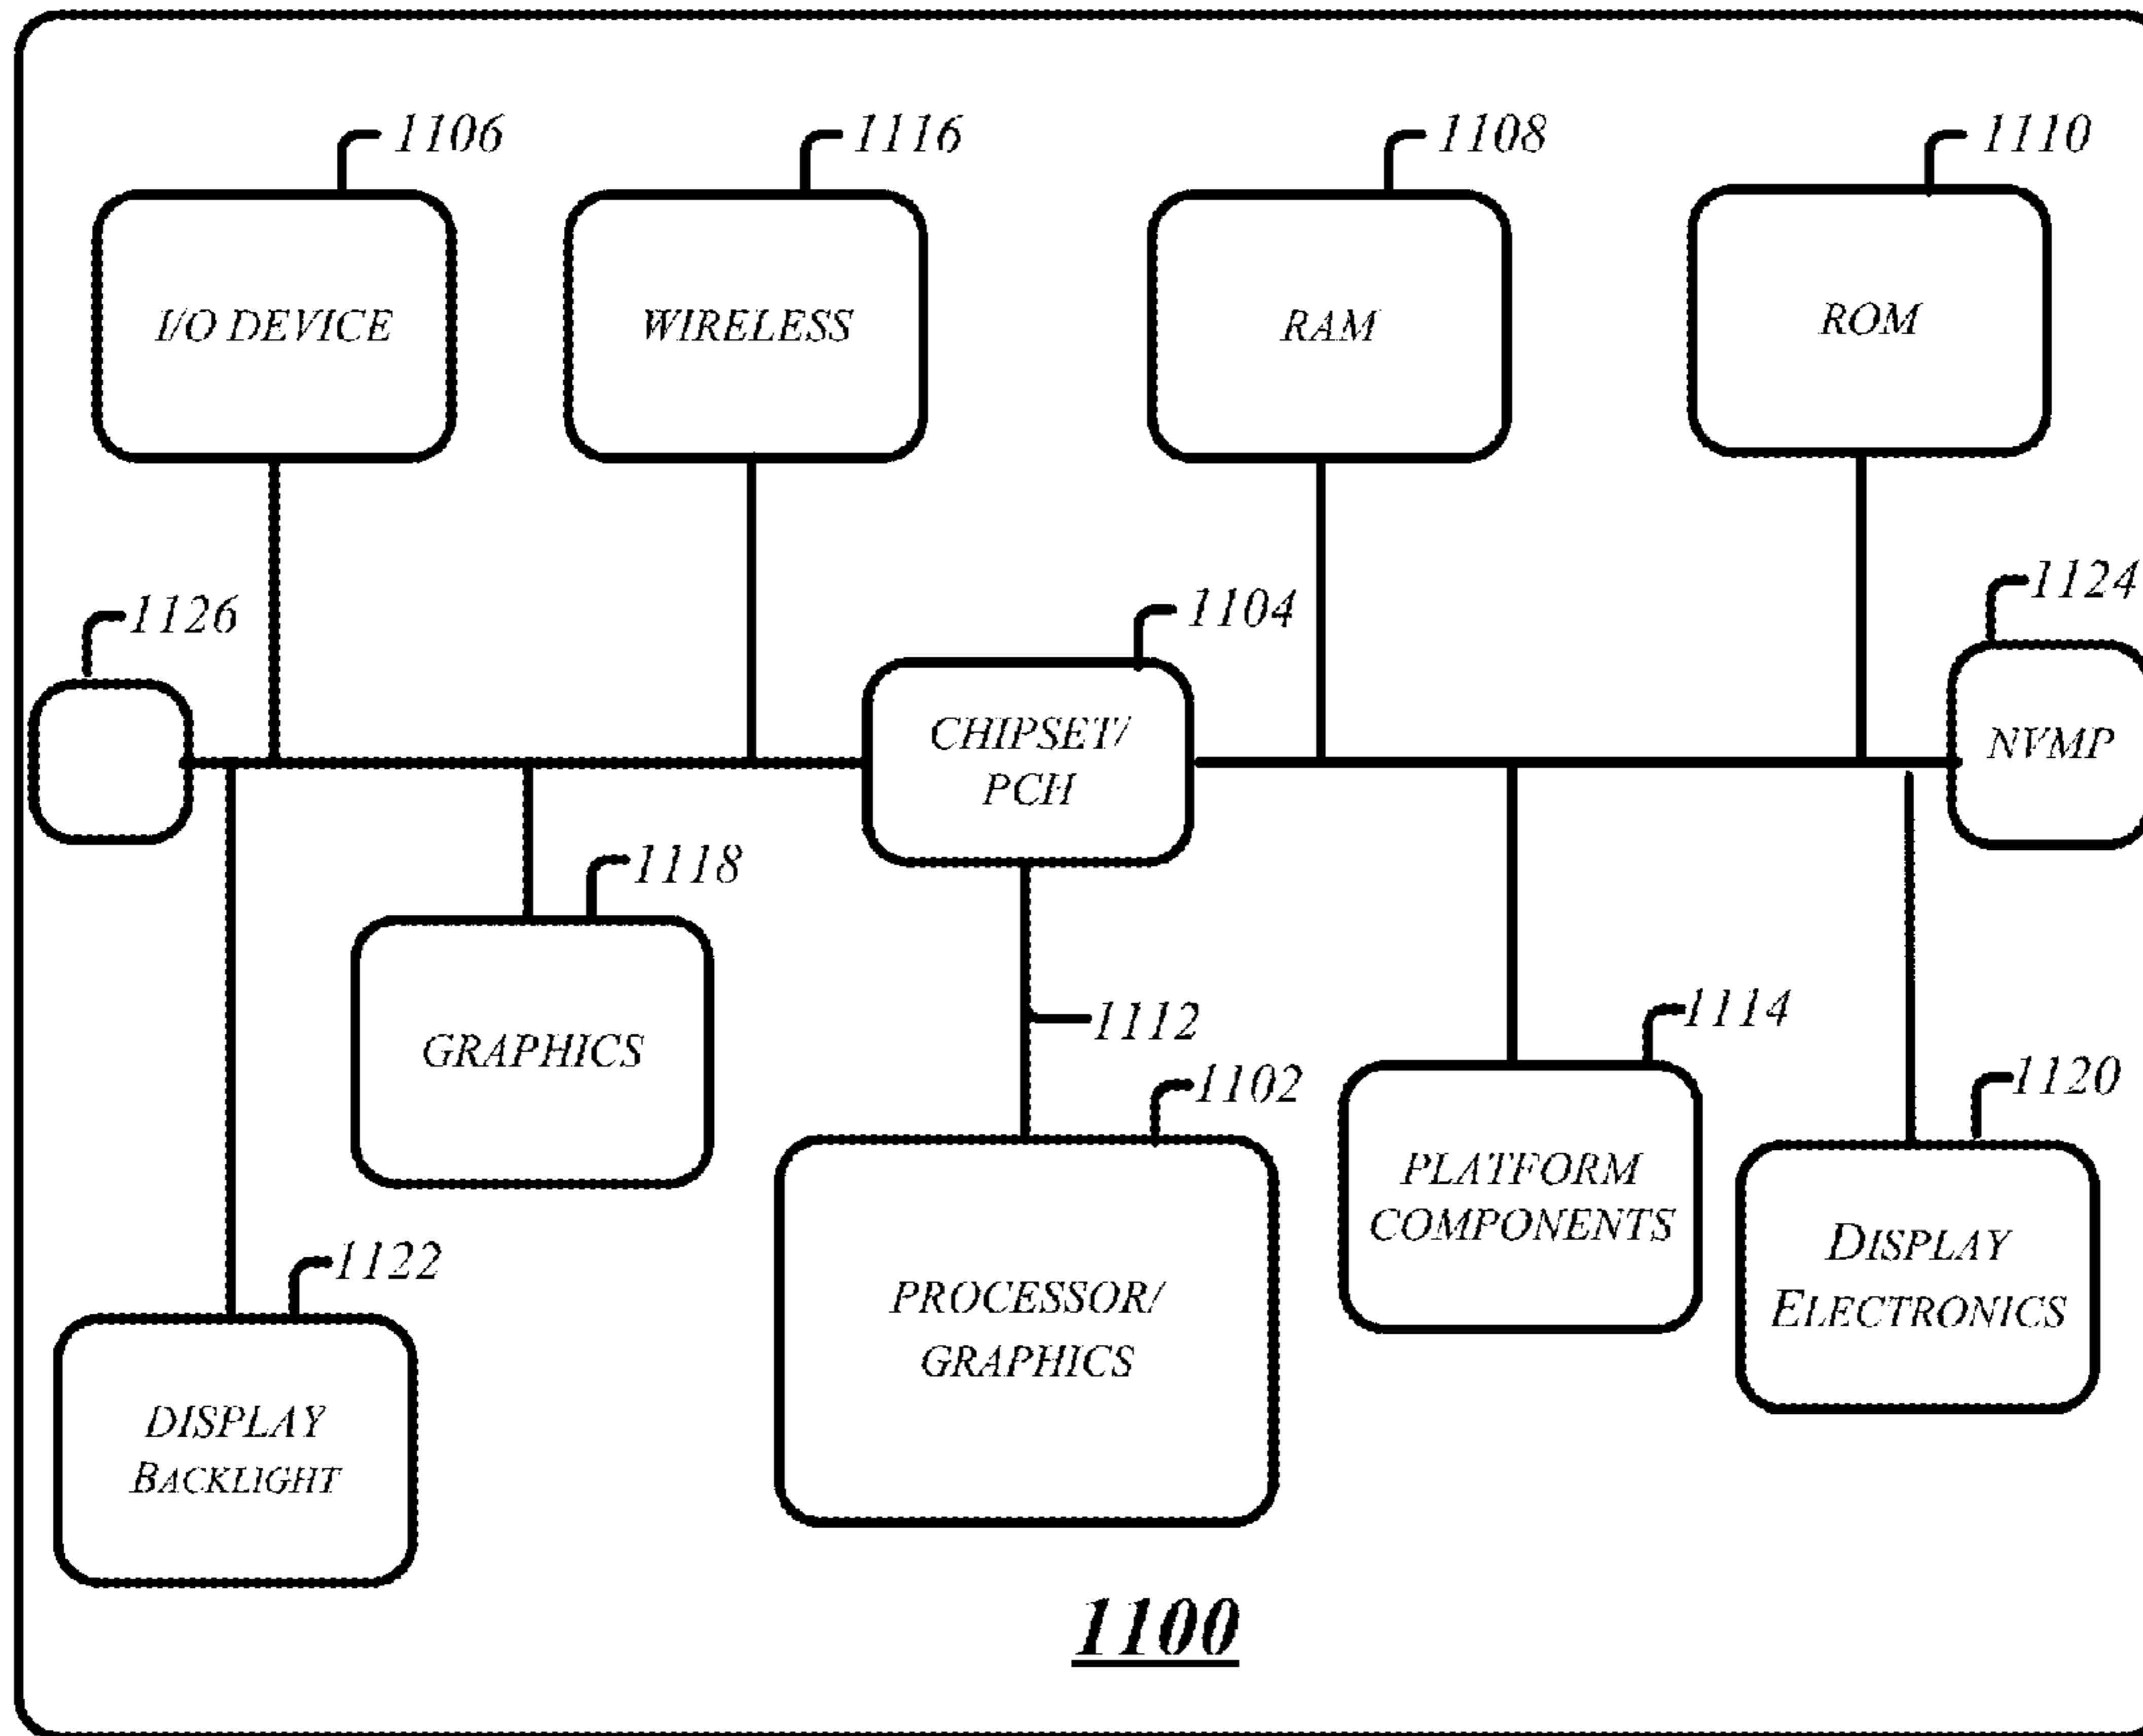 1106
1116
1108
1110
I/O DEVICE
WIRELESS
RAM
ROM
1126
1104
1124
CHIPSET/
PCH
NVMP
1118
GRAPHICS
1112
1114
1102
1120
PLATFORM
COMPONENTS
DISPLAY
ELECTRONICS
PROCESSOR/
GRAPHICS
1122
DISPLAY
BACKLIGHT
1100